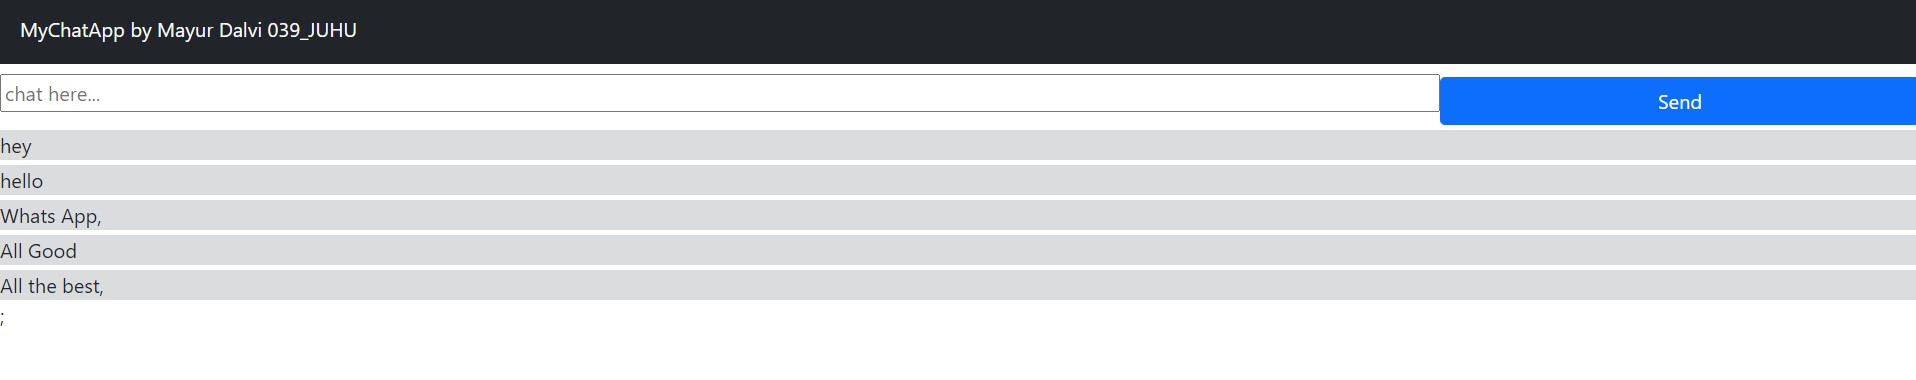 MyChatApp by Mayur Dalvi 039_JUHU
chat here...
Send
hey
hello
Whats App,
All Good
All the best,
;